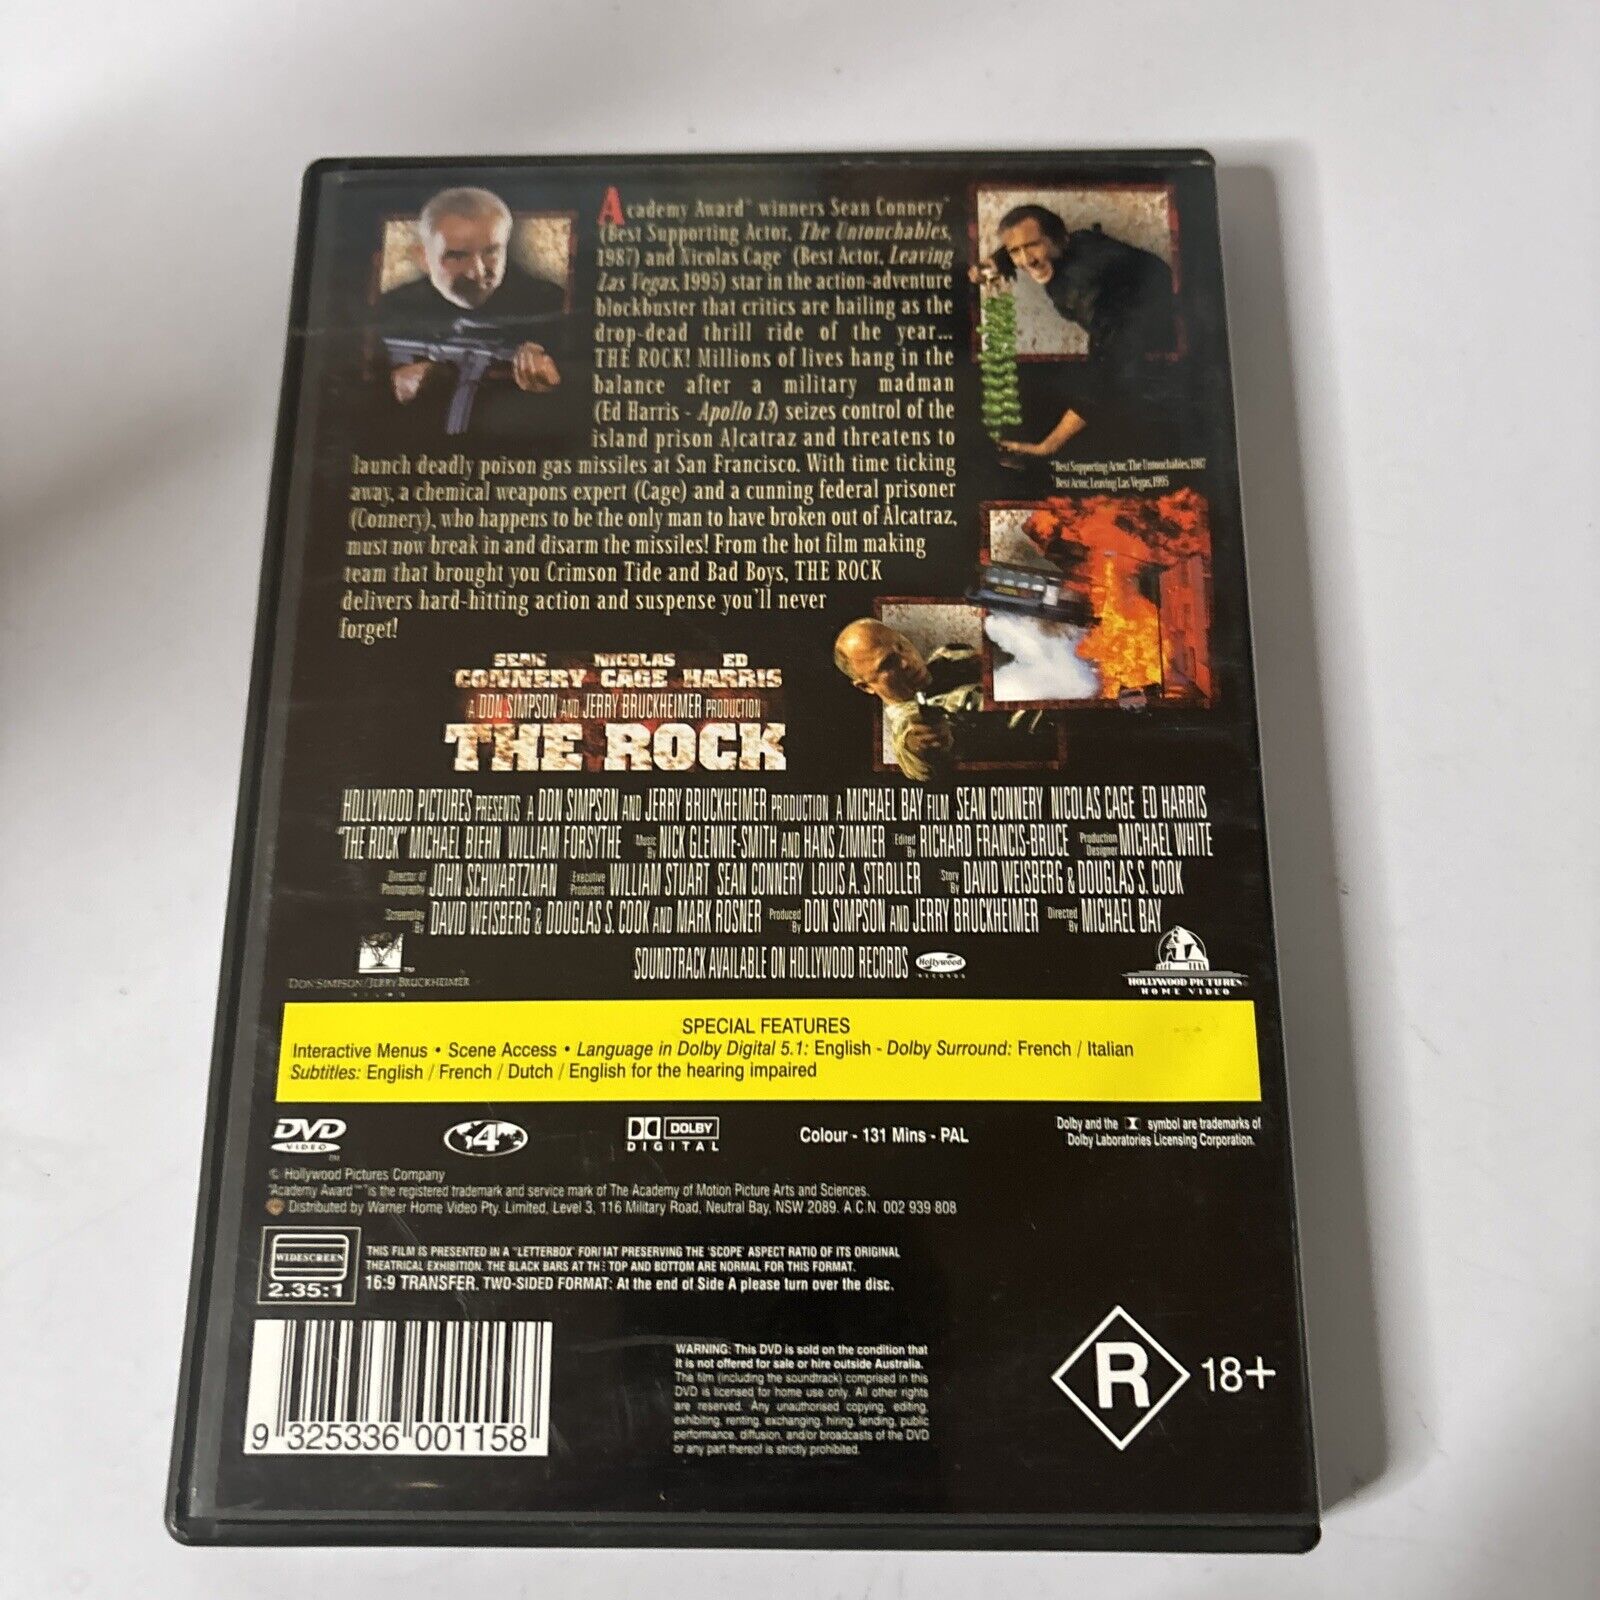 Academy Award® winners Sean Connery*
(Best Supporting Actor, The Untouchables,
1987) and Nicolas Cage* (Best Actor, Leaving
Las Vegas, 1995) star in the action-adventure
blockbuster that critics are hailing as the
drop-dead thrill ride of the year...
THE ROCK! Millions of lives hang in the
balance after a military madman
(Ed Harris - Apollo 13) seizes control of the
island prison Alcatraz and threatens to
launch deadly poison gas missiles at San Francisco. With time ticking
away, a chemical weapons expert (Cage) and a cunning federal prisoner
(Connery), who happens to be the only man to have broken out of Alcatraz,
must now break in and disarm the missiles! From the hot film making
team that brought you Crimson Tide and Bad Boys, THE ROCK
delivers hard-hitting action and suspense you'll never
forget!
*Best Supporting Actor, The Untouchables, 1987
*Best Actor, Leaving Las Vegas, 1995
SEAN NICOLAS ED
CONNERY CAGE HARRIS
A DON SIMPSON AND JERRY BRUCKHEIMER PRODUCTION
THE ROCK
HOLLYWOOD PICTURES PRESENTS A DON SIMPSON AND JERRY BRUCKHEIMER PRODUCTION A MICHAEL BAY FILM SEAN CONNERY NICOLAS CAGE ED HARRIS
"THE ROCK" MICHAEL BIEHN WILLIAM FORSYTHE Music By NICK GLENNIE-SMITH AND HANS ZIMMER Edited By RICHARD FRANCIS-BRUCE Production Designer MICHAEL WHITE
Director of Photography JOHN SCHWARTZMAN Executive Producers WILLIAM STUART SEAN CONNERY LOUIS A. STROLLER Story By DAVID WEISBERG & DOUGLAS S. COOK
Screenplay By DAVID WEISBERG & DOUGLAS S. COOK AND MARK ROSNER Produced By DON SIMPSON AND JERRY BRUCKHEIMER Directed By MICHAEL BAY
SOUNDTRACK AVAILABLE ON HOLLYWOOD RECORDS Hollywood RECORDS
DON SIMPSON/JERRY BRUCKHEIMER
FILMS
HOLLYWOOD PICTURES
HOME VIDEO
SPECIAL FEATURES
Interactive Menus • Scene Access • Language in Dolby Digital 5.1: English - Dolby Surround: French / Italian
Subtitles: English / French / Dutch / English for the hearing impaired
DVD VIDEO 4 DOLBY DIGITAL Colour - 131 Mins - PAL
Dolby and the symbol are trademarks of
Dolby Laboratories Licensing Corporation.
© Hollywood Pictures Company
"Academy Award™" is the registered trademark and service mark of The Academy of Motion Picture Arts and Sciences.
Distributed by Warner Home Video Pty. Limited, Level 3, 116 Military Road, Neutral Bay, NSW 2089. A.C.N. 002 939 808
WIDESCREEN
2.35:1
THIS FILM IS PRESENTED IN A "LETTERBOX" FORMAT PRESERVING THE 'SCOPE' ASPECT RATIO OF ITS ORIGINAL
THEATRICAL EXHIBITION. THE BLACK BARS AT THE TOP AND BOTTOM ARE NORMAL FOR THIS FORMAT.
16:9 TRANSFER. TWO-SIDED FORMAT: At the end of Side A please turn over the disc.
9 325336 001158
WARNING: This DVD is sold on the condition that
it is not offered for sale or hire outside Australia.
The film (including the soundtrack) comprised in this
DVD is licensed for home use only. All other rights
are reserved. Any unauthorised copying, editing,
exhibiting, renting, exchanging, hiring, lending, public
performance, diffusion, and/or broadcasts of the DVD
or any part thereof is strictly prohibited.
R 18+